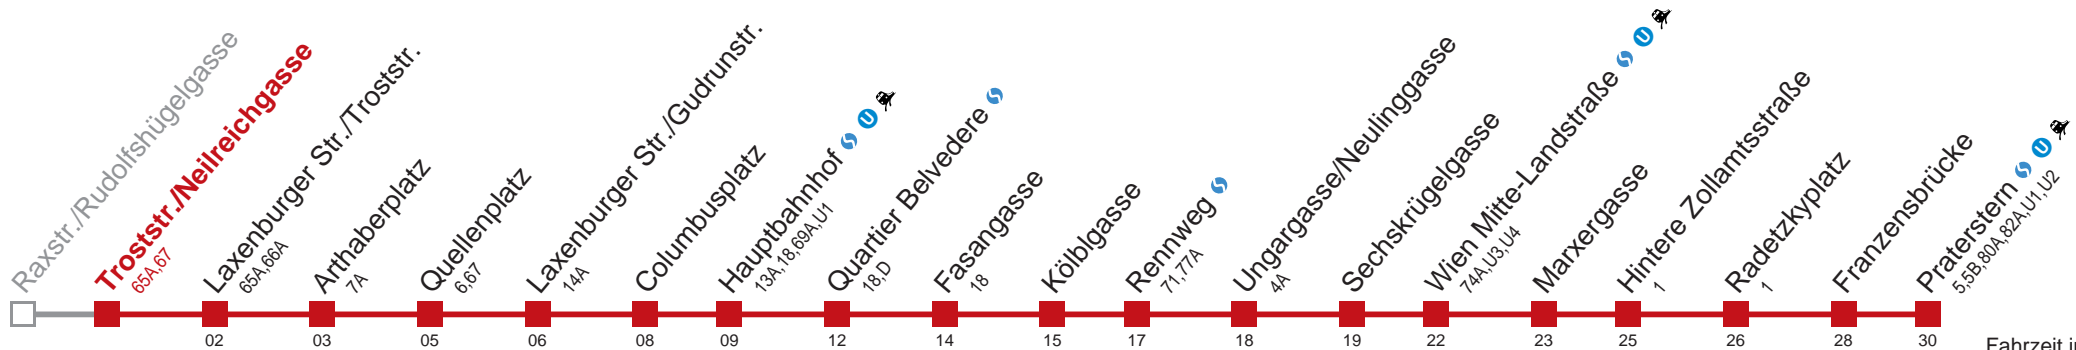 Raxstr./Rudolfshügelgasse
Troststr./Neilreichgasse
65A,67
Laxenburger Str./Troststr.
65A,66A
Arthaberplatz
7A
Quellenplatz
6,67
Laxenburger Str./Gudrunstr.
14A
Columbusplatz
Hauptbahnhof S U
13A,18,69A,U1
Quartier Belvedere S
18,D
Fasangasse
18
Kölblgasse
Rennweg S
71,77A
Ungargasse/Neulinggasse
4A
Sechskrügelgasse
Wien Mitte-Landstraße S U
74A,U3,U4
Marxergasse
Hintere Zollamtsstraße
1
Radetzkyplatz
1
Franzensbrücke
Praterstern S U
5,5B,80A,82A,U1,U2
02 03 05 06 08 09 12 14 15 17 18 19 22 23 25 26 28 30
Fahrzeit